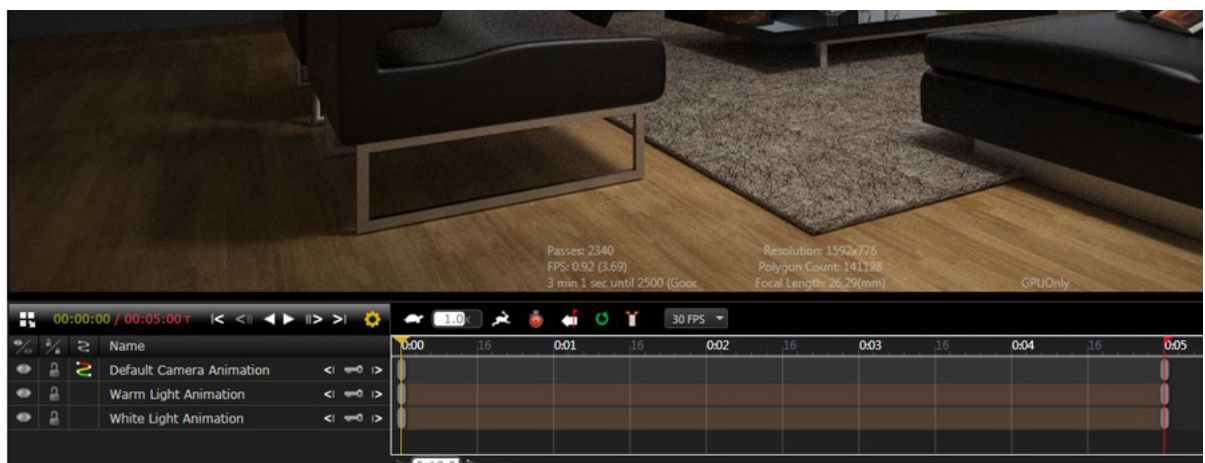 Passes: 2340
FPS: 0.92 (3.69)
3 min 1 sec until 2500 (Gooc
Resolution: 1592x776
Polygon Count: 141128
Focal Length: 26.29(mm)
GPUOnly
00:00:00 / 00:05:00 T
1.0x
30 FPS
Name
0:00 16 0:01 16 0:02 16 0:03 16 0:04 16 0:05
Default Camera Animation
Warm Light Animation
White Light Animation